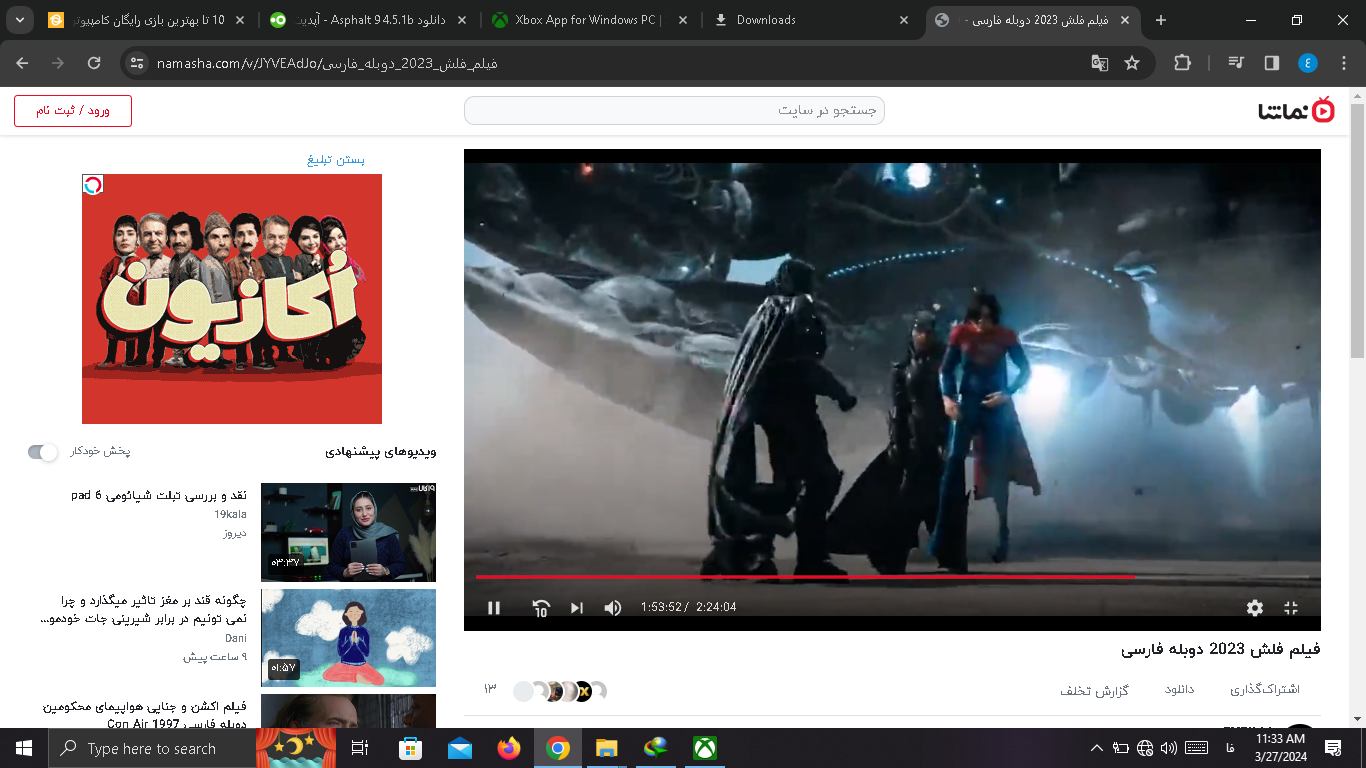 10 تا بهترین بازی رایگان کامپیوتر
دانلود Asphalt 9 4.5.1b - آپدیت
Xbox App for Windows PC |
Downloads
فیلم فلش 2023 دوبله فارسی -
namasha.com/v/JYVEAdJo/فیلم_فلش_2023_دوبله_فارسی
ع
ورود / ثبت نام
جستجو در سایت
نماشا
بستن تبلیغ
اُکازیون
ویدیوهای پیشنهادی
پخش خودکار
نقد و بررسی تبلت شیائومی pad 6
19kala
دیروز
۰۳:۳۷
چگونه قند بر مغز تاثیر میگذارد و چرا
نمی تونیم در برابر شیرینی جات خودمو...
Dani
۹ ساعت پیش
۰۱:۵۷
فیلم اکشن و جنایی هواپیمای محکومین
دوبله فارسی Con Air 1997
10
1:53:52 / 2:24:04
فیلم فلش 2023 دوبله فارسی
اشتراک‌گذاری
دانلود
گزارش تخلف
۱۳
Type here to search
فا
11:33 AM
3/27/2024